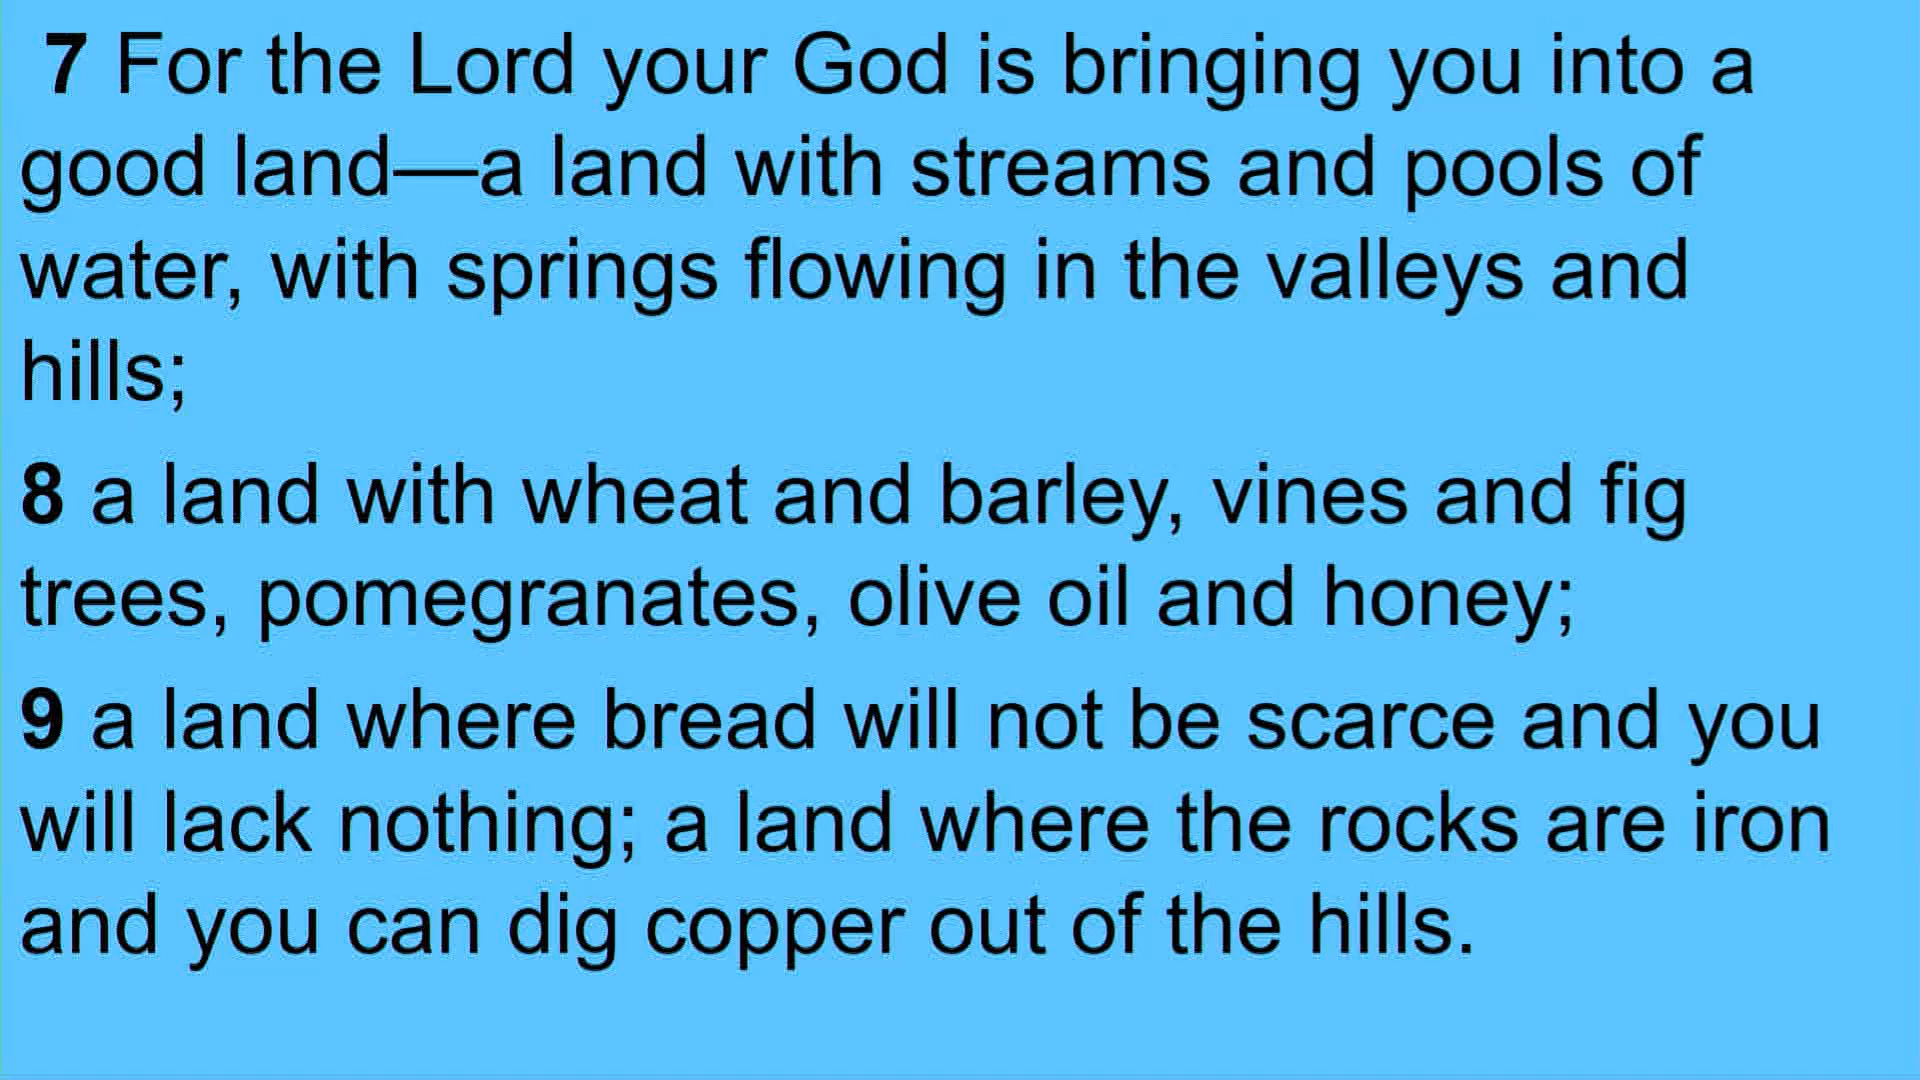 7 For the Lord your God is bringing you into a
good land—a land with streams and pools of
water, with springs flowing in the valleys and
hills;
8 a land with wheat and barley, vines and fig
trees, pomegranates, olive oil and honey;
9 a land where bread will not be scarce and you
will lack nothing; a land where the rocks are iron
and you can dig copper out of the hills.